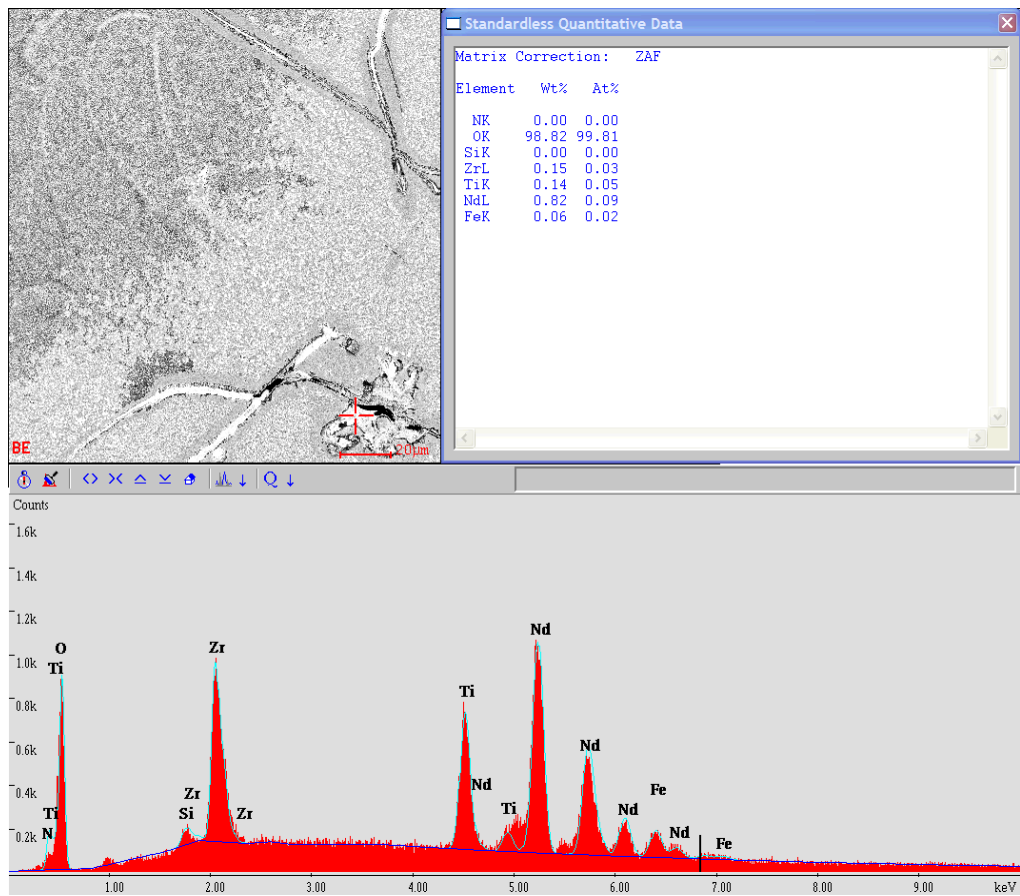 Standardless Quantitative Data
Matrix Correction: ZAF
Element Wt% At%
NK 0.00 0.00
OK 98.82 99.81
SiK 0.00 0.00
ZrL 0.15 0.03
TiK 0.14 0.05
NdL 0.82 0.09
FeK 0.06 0.02
BE
20µm
Q
Counts
1.6k
1.4k
1.2k
1.0k
0.8k
0.6k
0.4k
0.2k
O
Ti
Ti
N
Zr
Zr
Si
Zr
Ti
Nd
Ti
Nd
Nd
Nd
Fe
Nd
Fe
1.00 2.00 3.00 4.00 5.00 6.00 7.00 8.00 9.00 keV